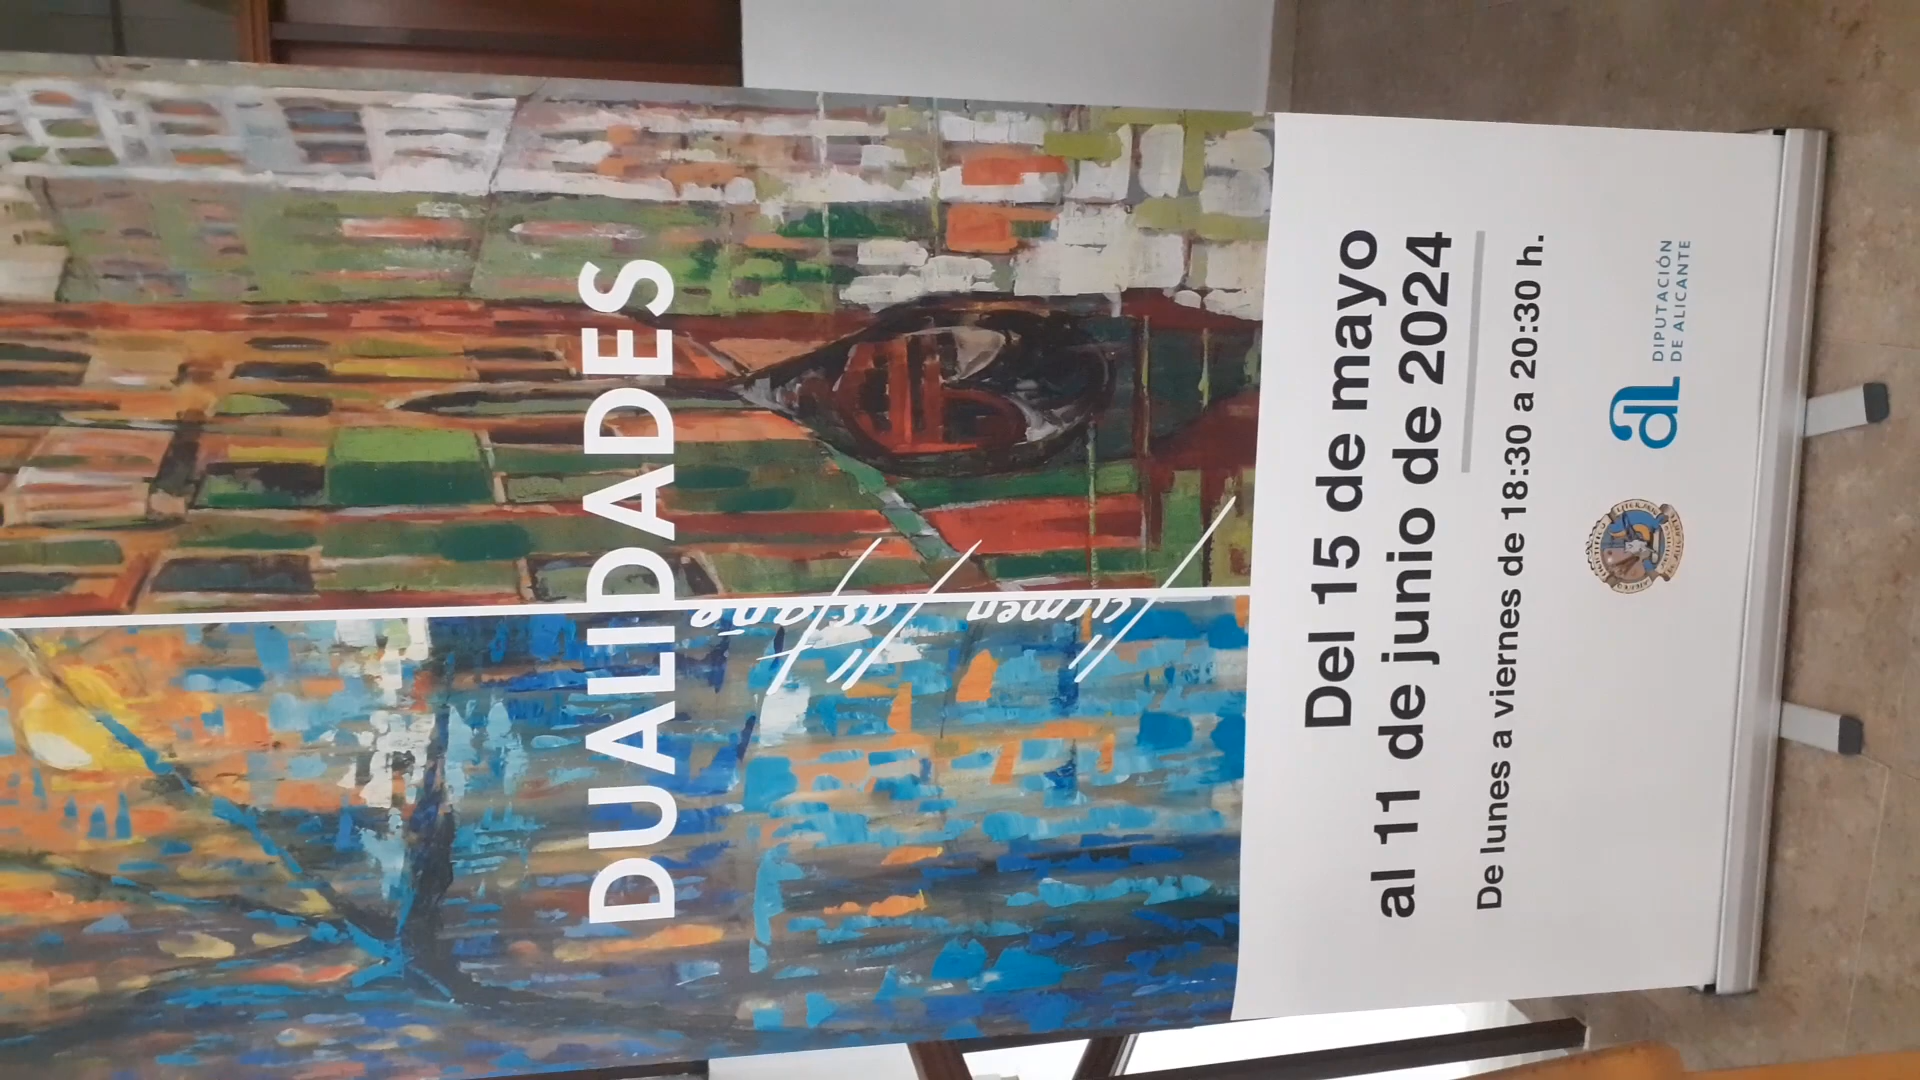 DUALIDADES
Del 15 de mayo
al 11 de junio de 2024
De lunes a viernes de 18:30 a 20:30 h.
DIPUTACIÓN
DE ALICANTE